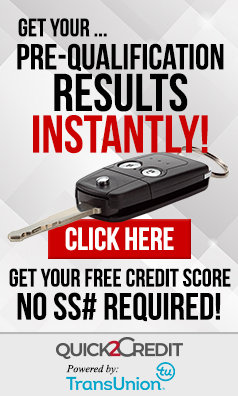 GET YOUR ...
PRE-QUALIFICATION
RESULTS
INSTANTLY!
CLICK HERE
GET YOUR FREE CREDIT SCORE
NO SS# REQUIRED!
QUICK2CREDIT
Powered by: tu
TransUnion